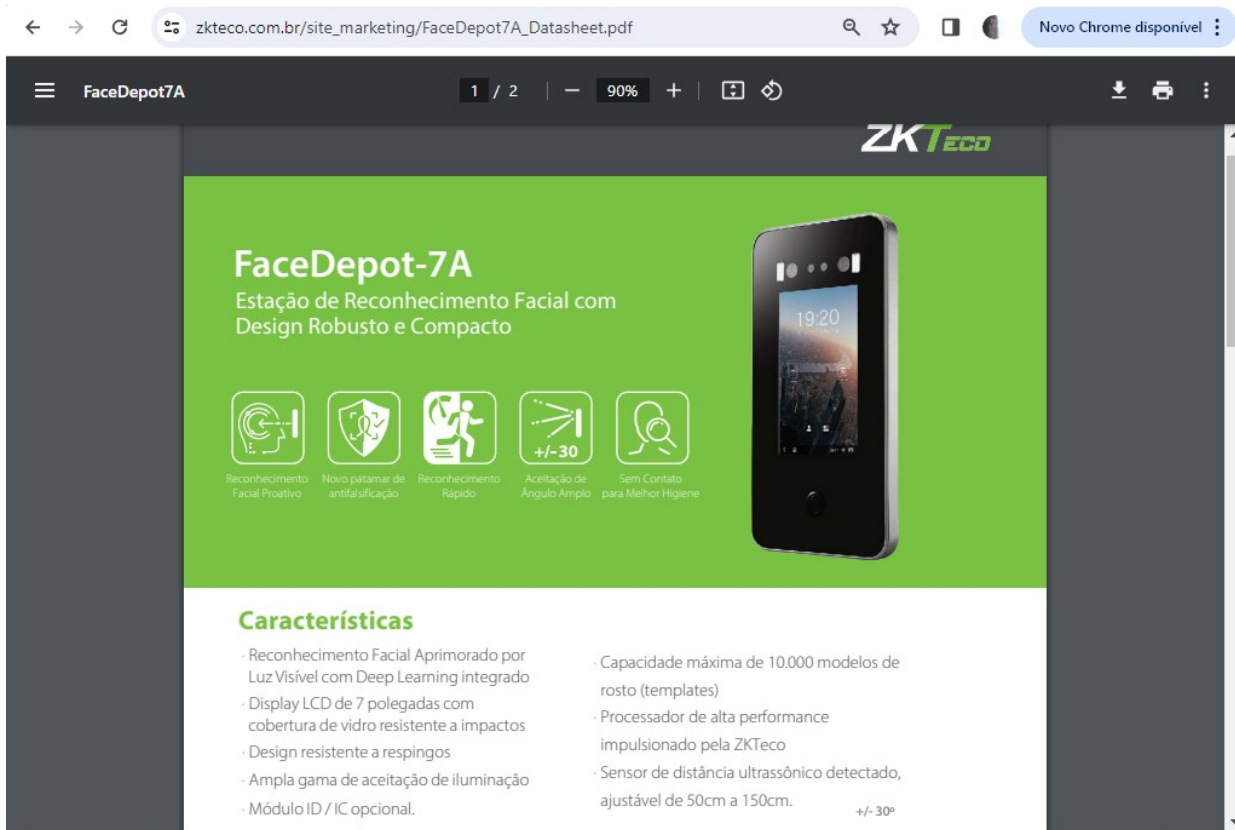 zkteco.com.br/site_marketing/FaceDepot7A_Datasheet.pdf
Novo Chrome disponível
FaceDepot7A
1 / 2
90%
ZKTeco
FaceDepot-7A
Estação de Reconhecimento Facial com
Design Robusto e Compacto
19:20
+/-30
Reconhecimento
Facial Proativo
Novo patamar de
antifalsificação
Reconhecimento
Rápido
Aceitação de
Ângulo Amplo
Sem Contato
para Melhor Higiene
Características
· Reconhecimento Facial Aprimorado por
Luz Visível com Deep Learning integrado
· Display LCD de 7 polegadas com
cobertura de vidro resistente a impactos
· Design resistente a respingos
· Ampla gama de aceitação de iluminação
· Módulo ID / IC opcional.
· Capacidade máxima de 10.000 modelos de
rosto (templates)
· Processador de alta performance
impulsionado pela ZKTeco
· Sensor de distância ultrassônico detectado,
ajustável de 50cm a 150cm.
+/- 30º